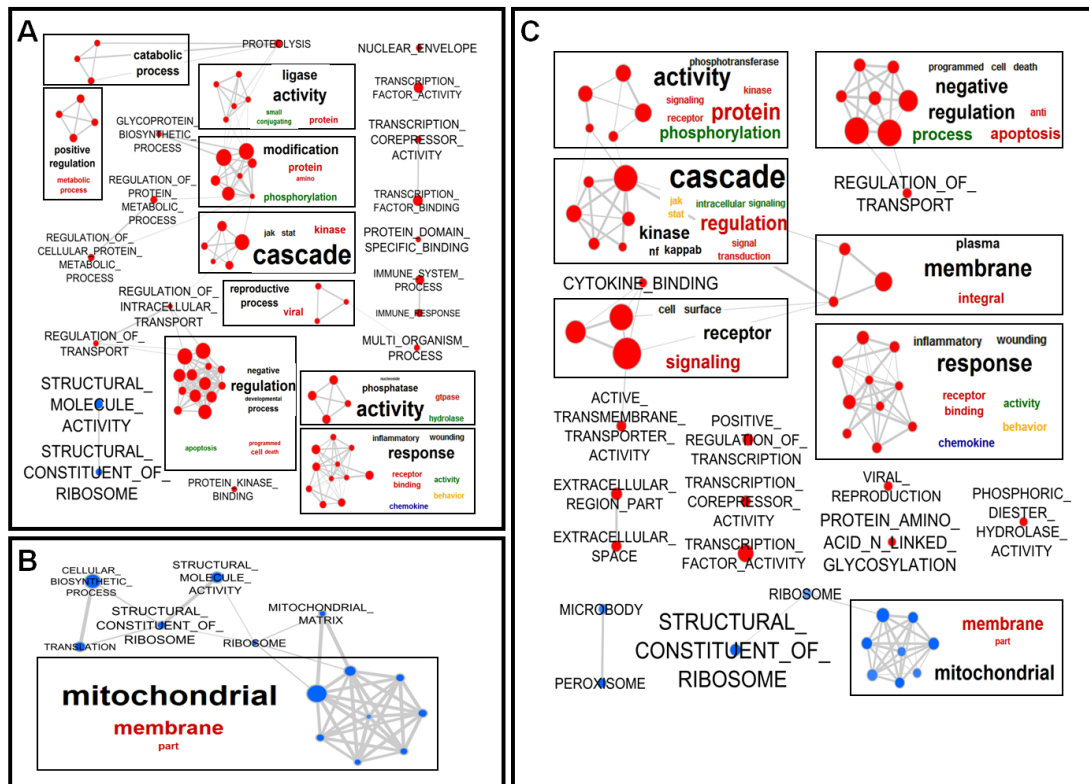 A
catabolic
process
PROTEOLYSIS
NUCLEAR_ENVELOPE
positive
regulation
metabolic
process
ligase
activity
small
conjugating
protein
TRANSCRIPTION_
FACTOR_ACTIVITY
GLYCOPROTEIN_
BIOSYNTHETIC_
PROCESS
modification
protein
amino
phosphorylation
TRANSCRIPTION_
COREPRESSOR_
ACTIVITY
REGULATION_OF_
PROTEIN_
METABOLIC_
PROCESS
TRANSCRIPTION_
FACTOR_BINDING
REGULATION_OF_
CELLULAR_PROTEIN_
METABOLIC_
PROCESS
jak stat
kinase
cascade
PROTEIN_DOMAIN_
SPECIFIC_BINDING
IMMUNE_SYSTEM_
PROCESS
IMMUNE_RESPONSE
REGULATION_OF_
INTRACELLULAR_
TRANSPORT
reproductive
process
viral
REGULATION_OF_
TRANSPORT
MULTI_ORGANISM_
PROCESS
STRUCTURAL_
MOLECULE_
ACTIVITY
STRUCTURAL_
CONSTITUENT_OF_
RIBOSOME
negative
regulation
developmental
process
apoptosis
programmed
cell death
nucleoside
phosphatase
gtpase
activity
hydrolase
inflammatory wounding
response
receptor
binding
activity
behavior
chemokine
PROTEIN_KINASE_
BINDING
B
CELLULAR_
BIOSYNTHETIC_
PROCESS
STRUCTURAL_
MOLECULE_
ACTIVITY
STRUCTURAL_
CONSTITUENT_OF_
RIBOSOME
MITOCHONDRIAL_
MATRIX
TRANSLATION
RIBOSOME
mitochondrial
membrane
part
C
phosphotransferase
activity
kinase
signaling
receptor
protein
phosphorylation
programmed cell death
negative
regulation
anti
process
apoptosis
cascade
jak
stat
intracellular signaling
regulation
kinase
nf kappab
signal
transduction
REGULATION_OF_
TRANSPORT
plasma
membrane
integral
CYTOKINE_BINDING
cell surface
receptor
signaling
inflammatory wounding
response
receptor
binding
activity
behavior
chemokine
ACTIVE_
TRANSMEMBRANE_
TRANSPORTER_
ACTIVITY
POSITIVE_
REGULATION_OF_
TRANSCRIPTION
EXTRACELLULAR_
REGION_PART
EXTRACELLULAR_
SPACE
TRANSCRIPTION_
COREPRESSOR_
ACTIVITY
TRANSCRIPTION_
FACTOR_ACTIVITY
VIRAL_
REPRODUCTION
PROTEIN_AMINO_
ACID_N_LINKED_
GLYCOSYLATION
PHOSPHORIC_
DIESTER_
HYDROLASE_
ACTIVITY
MICROBODY
PEROXISOME
RIBOSOME
STRUCTURAL_
CONSTITUENT_OF_
RIBOSOME
membrane
part
mitochondrial